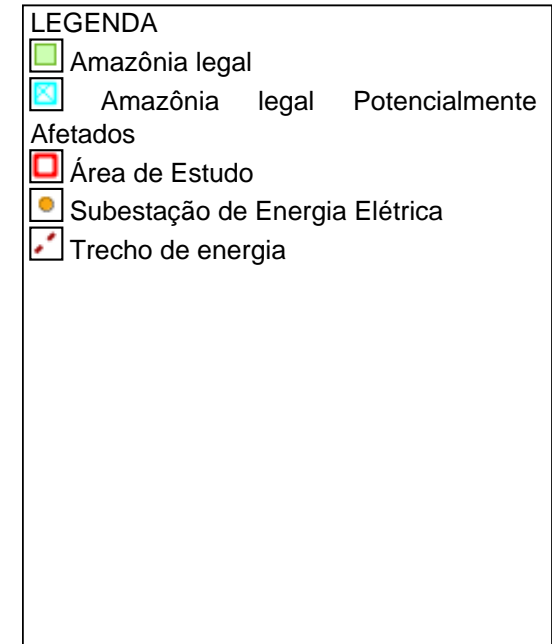 LEGENDA
Amazônia legal
Amazônia legal Potencialmente
Afetados
Área de Estudo
Subestação de Energia Elétrica
Trecho de energia